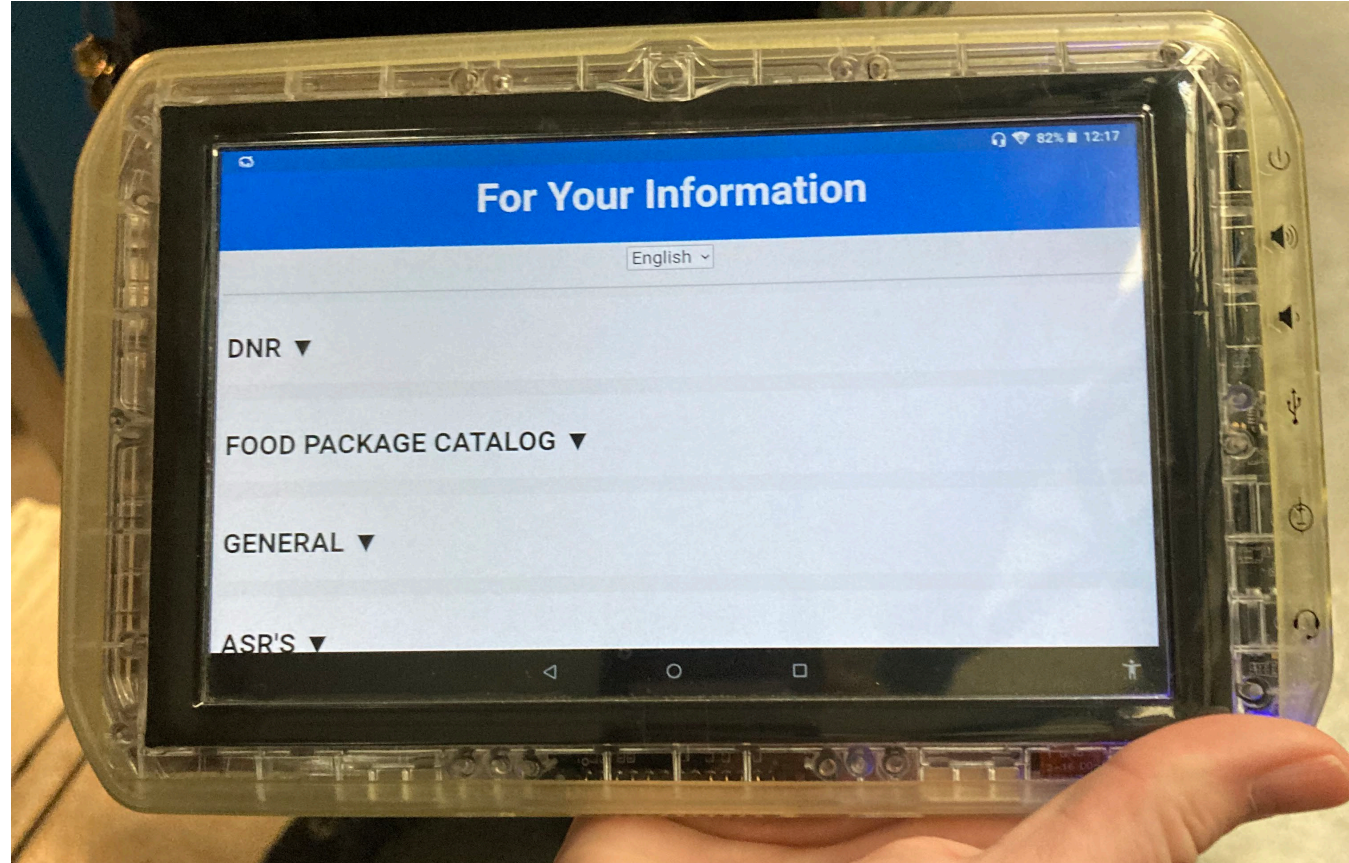 82% 12:17
For Your Information
English
DNR ▼
FOOD PACKAGE CATALOG ▼
GENERAL ▼
ASR'S ▼